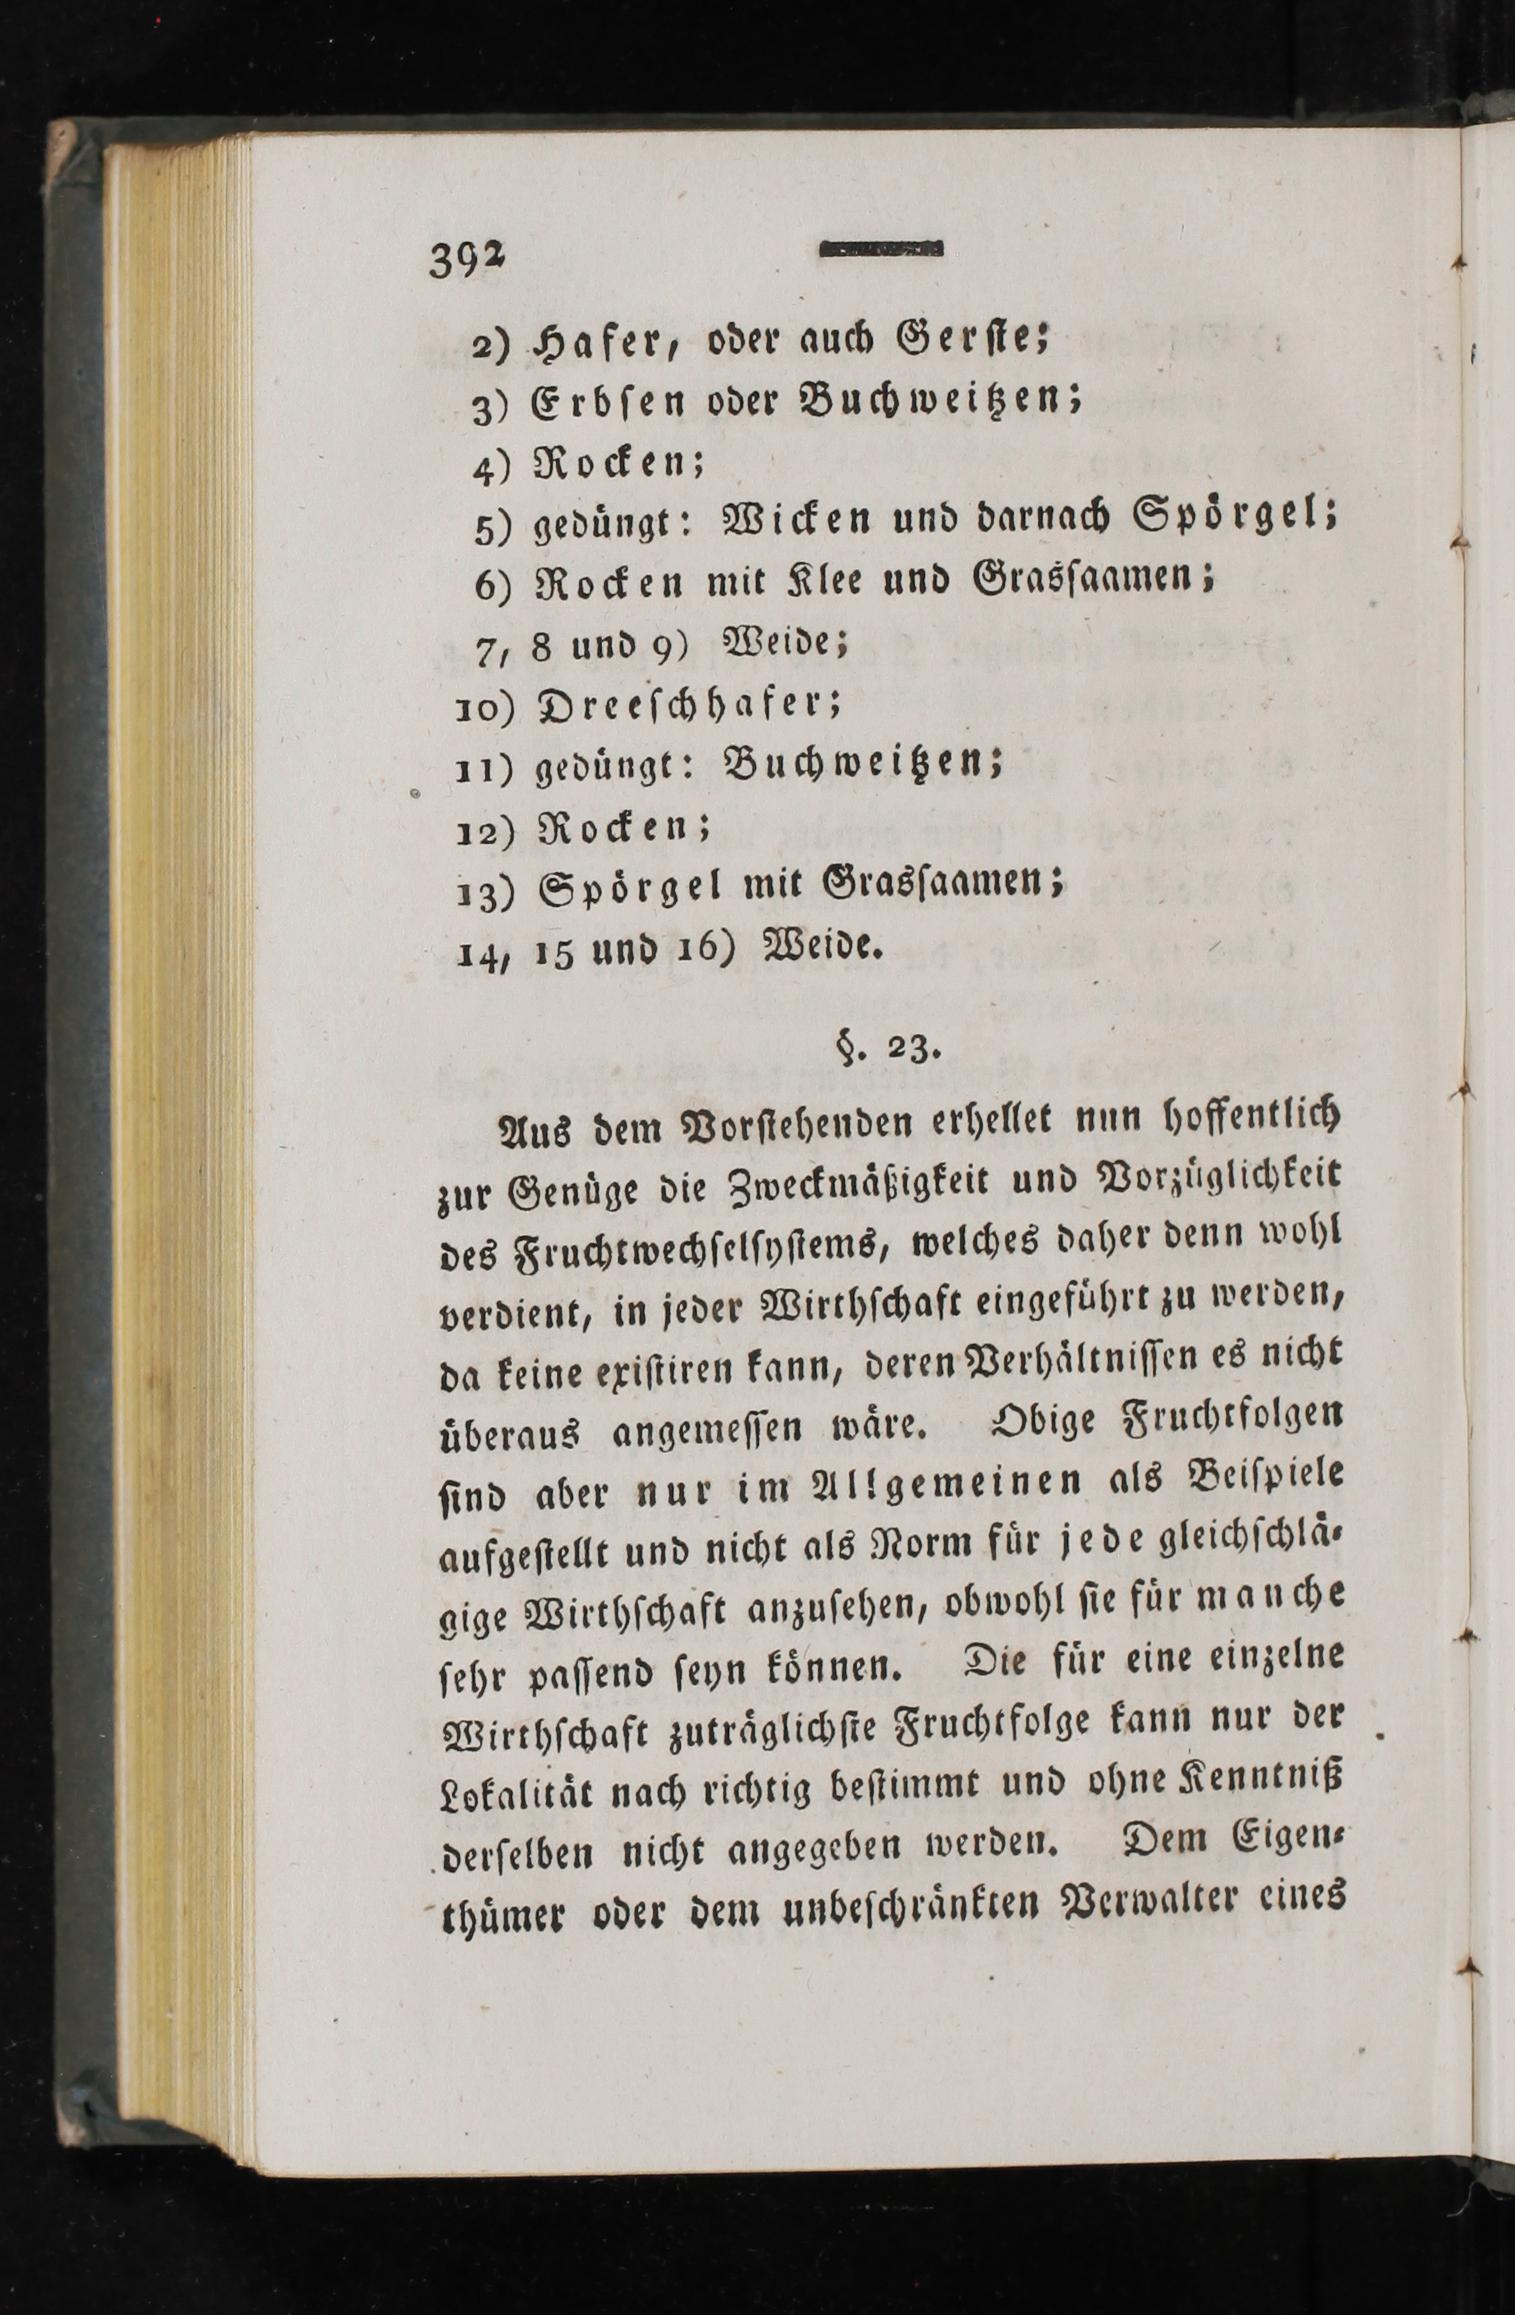 392
2) Hafer, oder auch Gerſte;
3) Erbſen oder Buchweitzen;
4) Rocken;
5) gedüngt: Wicken und darnach Spörgel;
6) Rocken mit Klee und Grasſaamen;
7, 8 und 9) Weide;
10) Dreeſchhafer;
11) gedüngt: Buchweitzen;
12) Rocken;
13) Spörgel mit Grasſaamen;
14, 15 und 16) Weide.
§. 23.
Aus dem Vorſtehenden erhellet nun hoffentlich
zur Genüge die Zweckmäßigkeit und Vorzüglichkeit
des Fruchtwechſelſyſtems, welches daher denn wohl
verdient, in jeder Wirthſchaft eingeführt zu werden,
da keine exiſtiren kann, deren Verhältniſſen es nicht
überaus angemeſſen wäre. Obige Fruchtfolgen
ſind aber nur im Allgemeinen als Beiſpiele
aufgeſtellt und nicht als Norm für jede gleichſchlä⸗
gige Wirthſchaft anzuſehen, obwohl ſie für manche
ſehr paſſend ſeyn können. Die für eine einzelne
Wirthſchaft zuträglichſte Fruchtfolge kann nur der
Lokalität nach richtig beſtimmt und ohne Kenntniß
derſelben nicht angegeben werden. Dem Eigen⸗
thümer oder dem unbeſchränkten Verwalter eines